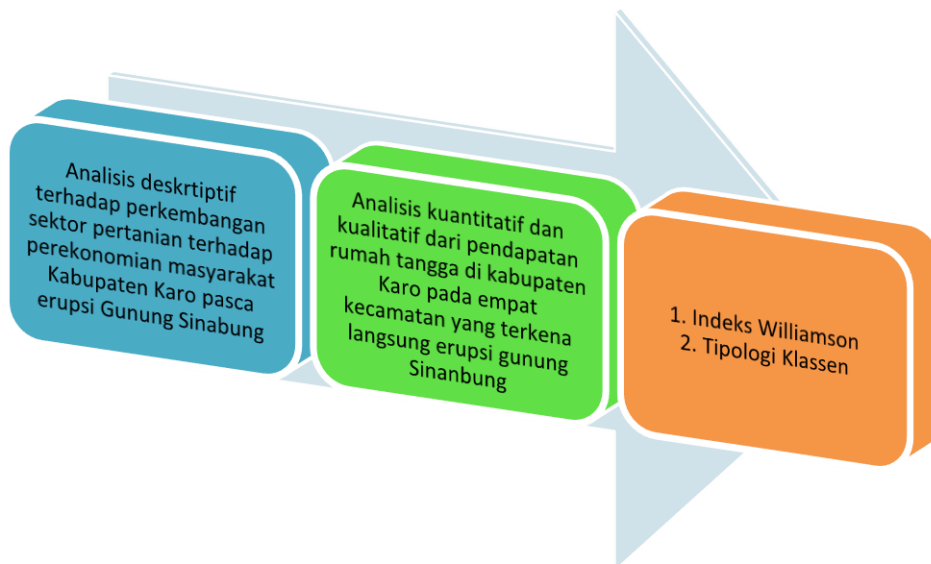 Analisis deskrtiptif
terhadap perkembangan
sektor pertanian terhadap
perekonomian masyarakat
Kabupaten Karo pasca
erupsi Gunung Sinabung
Analisis kuantitatif dan
kualitatif dari pendapatan
rumah tangga di kabupaten
Karo pada empat
kecamatan yang terkena
langsung erupsi gunung
Sinanbung
1. Indeks Williamson
2. Tipologi Klassen